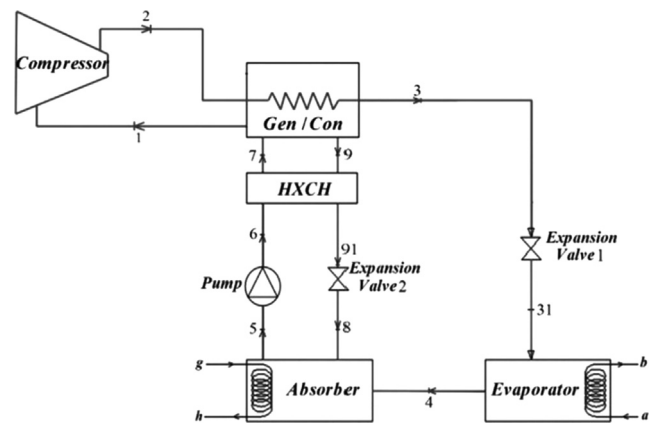 2
Compressor
3
Gen / Con
1
7
9
HXCH
6
91
Expansion
Valve 1
Pump
Expansion
Valve 2
31
5
8
g
b
Absorber
Evaporator
4
h
a